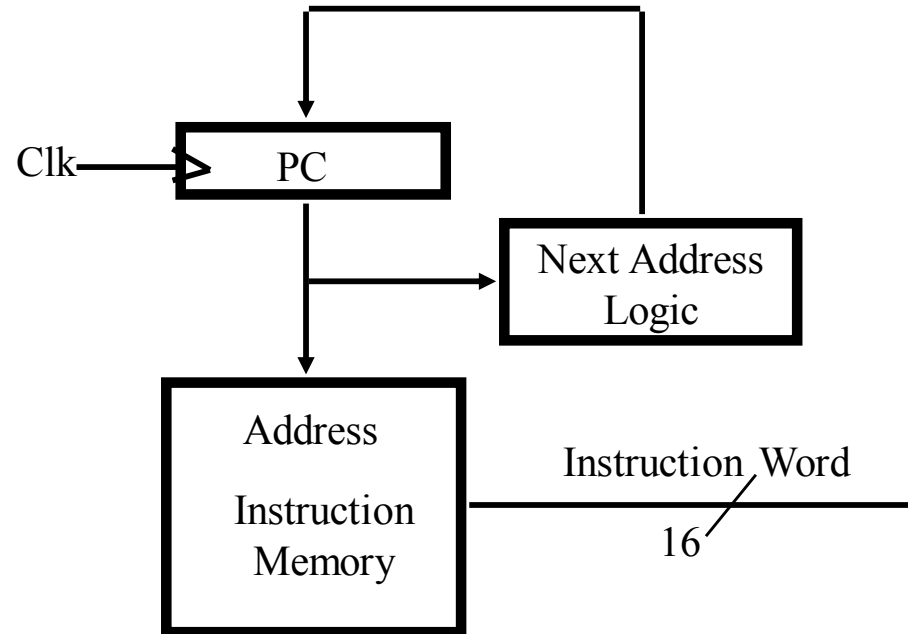 Clk
PC
Next Address
Logic
Address
Instruction
Memory
Instruction Word
16